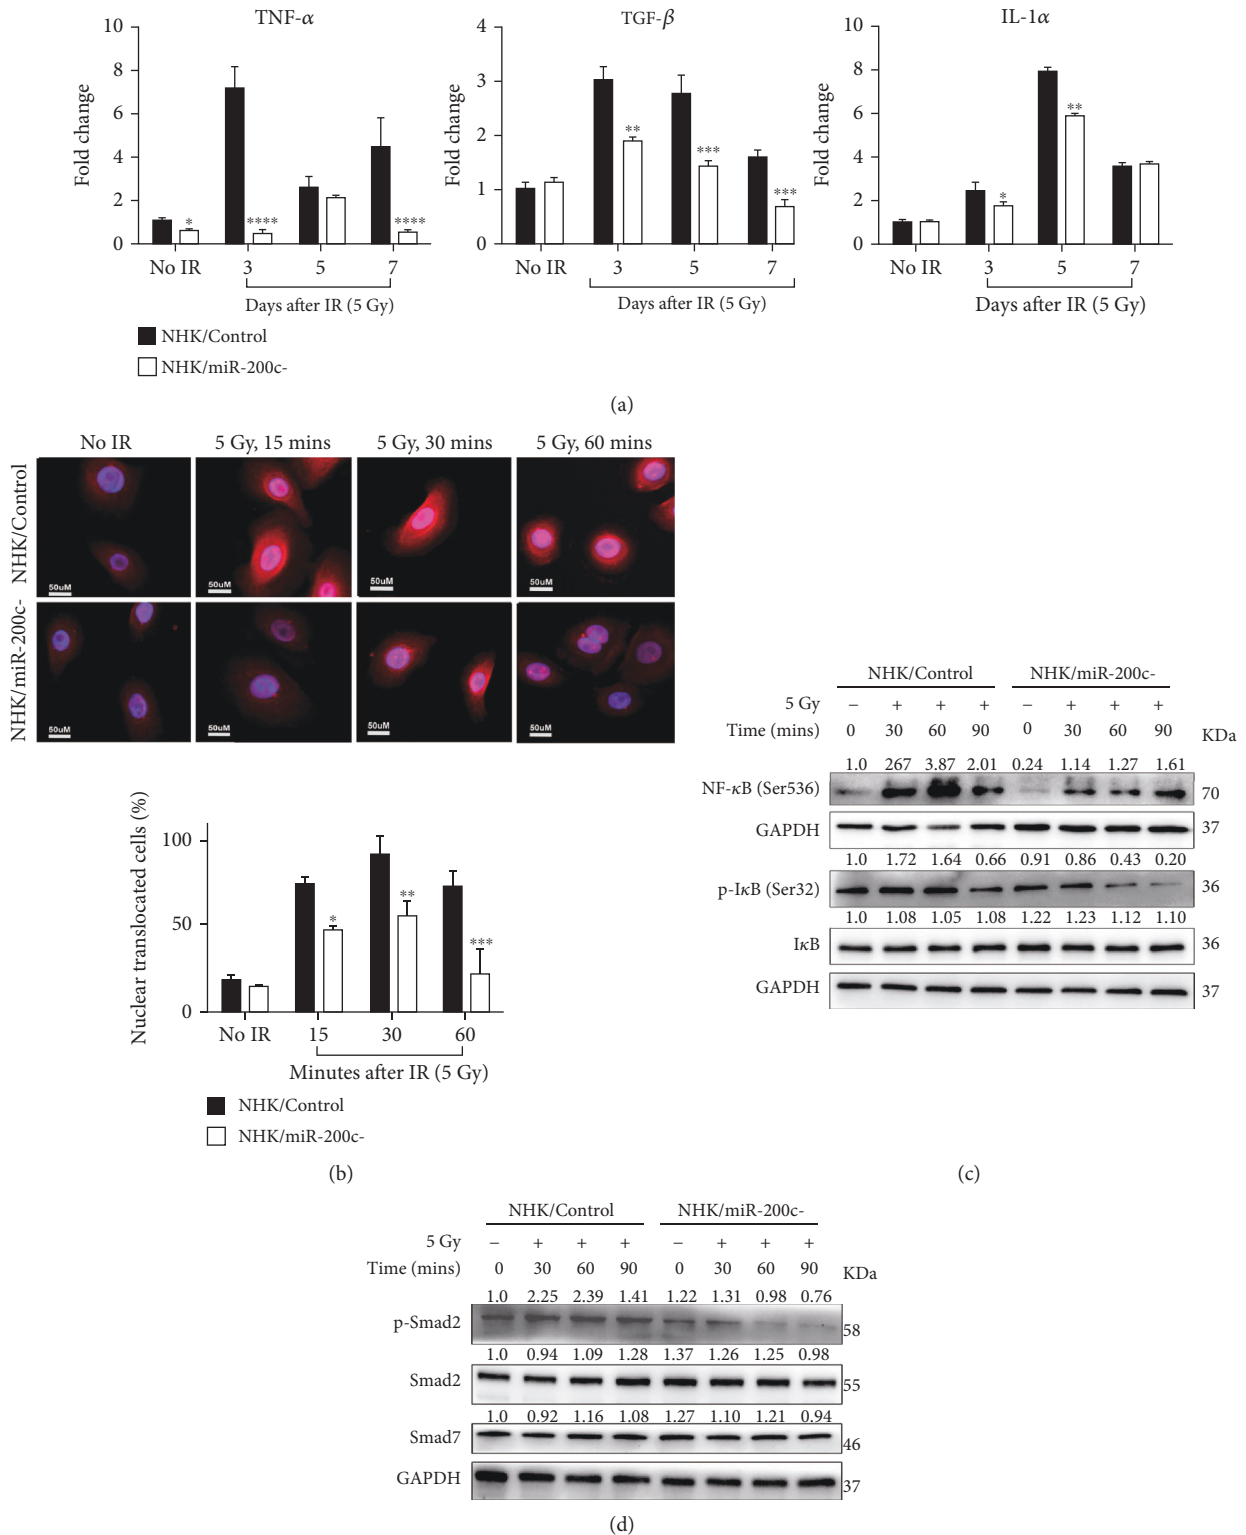 TNF-α
10
8
6
4
2
0
Fold change
* **** ****
No IR 3 5 7
Days after IR (5 Gy)
TGF-β
4
3
2
1
0
Fold change
** *** ***
No IR 3 5 7
Days after IR (5 Gy)
IL-1α
10
8
6
4
2
0
Fold change
* **
No IR 3 5 7
Days after IR (5 Gy)
NHK/Control
NHK/miR-200c-
(a)
No IR 5 Gy, 15 mins 5 Gy, 30 mins 5 Gy, 60 mins
NHK/Control
50uM 50uM 50uM 50uM
NHK/miR-200c-
50uM 50uM 50uM 50uM
Nuclear translocated cells (%)
100
50
0
* ** ***
No IR 15 30 60
Minutes after IR (5 Gy)
NHK/Control
NHK/miR-200c-
(b)
NHK/Control NHK/miR-200c-
5 Gy − + + + − + + +
Time (mins) 0 30 60 90 0 30 60 90 KDa
1.0 267 3.87 2.01 0.24 1.14 1.27 1.61
NF-κB (Ser536) 70
GAPDH 37
1.0 1.72 1.64 0.66 0.91 0.86 0.43 0.20
p-IκB (Ser32) 36
1.0 1.08 1.05 1.08 1.22 1.23 1.12 1.10
IκB 36
GAPDH 37
(c)
NHK/Control NHK/miR-200c-
5 Gy − + + + − + + +
Time (mins) 0 30 60 90 0 30 60 90 KDa
1.0 2.25 2.39 1.41 1.22 1.31 0.98 0.76
p-Smad2 58
1.0 0.94 1.09 1.28 1.37 1.26 1.25 0.98
Smad2 55
1.0 0.92 1.16 1.08 1.27 1.10 1.21 0.94
Smad7 46
GAPDH 37
(d)